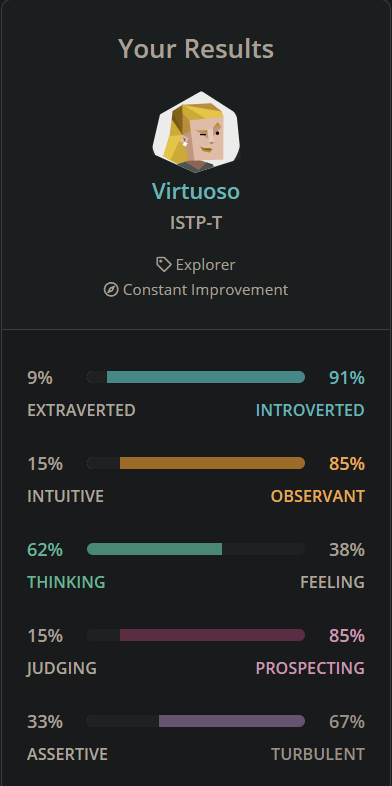 Your Results
Virtuoso
ISTP-T
Explorer
Constant Improvement
9% 91%
EXTRAVERTED INTROVERTED
15% 85%
INTUITIVE OBSERVANT
62% 38%
THINKING FEELING
15% 85%
JUDGING PROSPECTING
33% 67%
ASSERTIVE TURBULENT